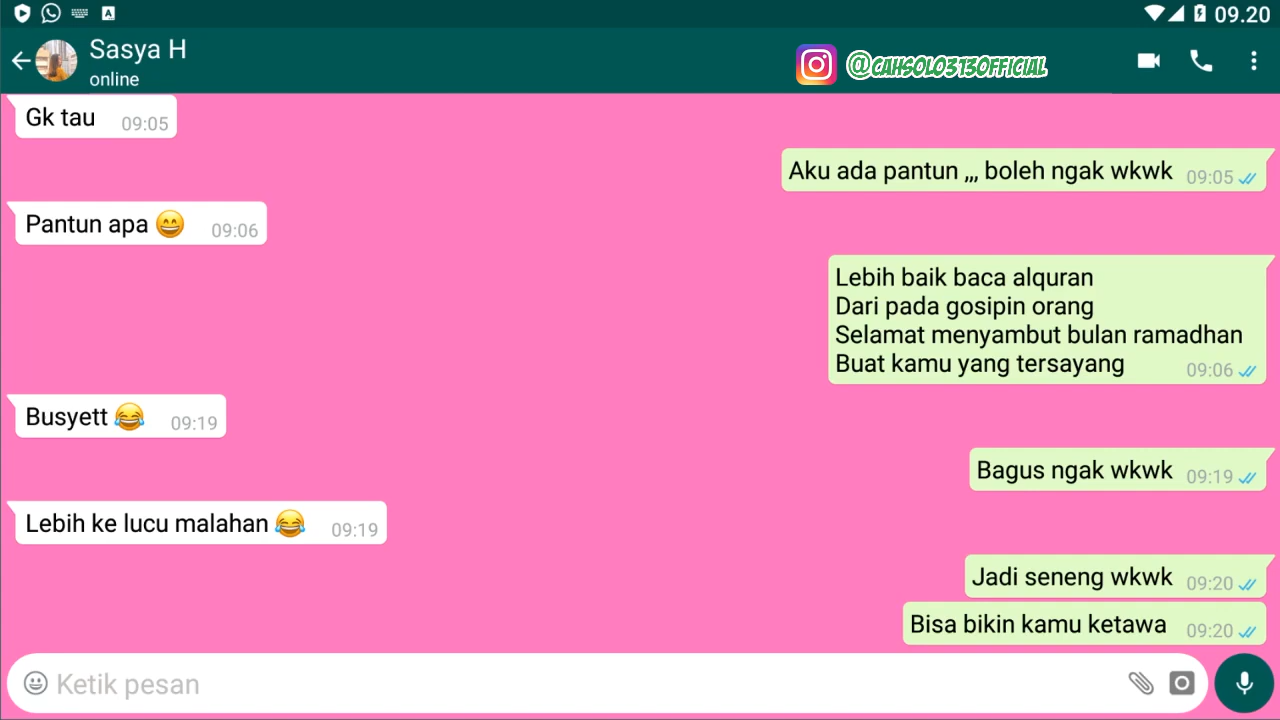 09.20
Sasya H
online
@CAHSOLO313OFFICIAL
Gk tau 09:05
Aku ada pantun ,,, boleh ngak wkwk 09:05
Pantun apa 😄 09:06
Lebih baik baca alquran
Dari pada gosipin orang
Selamat menyambut bulan ramadhan
Buat kamu yang tersayang 09:06
Busyett 😂 09:19
Bagus ngak wkwk 09:19
Lebih ke lucu malahan 😂 09:19
Jadi seneng wkwk 09:20
Bisa bikin kamu ketawa 09:20
Ketik pesan